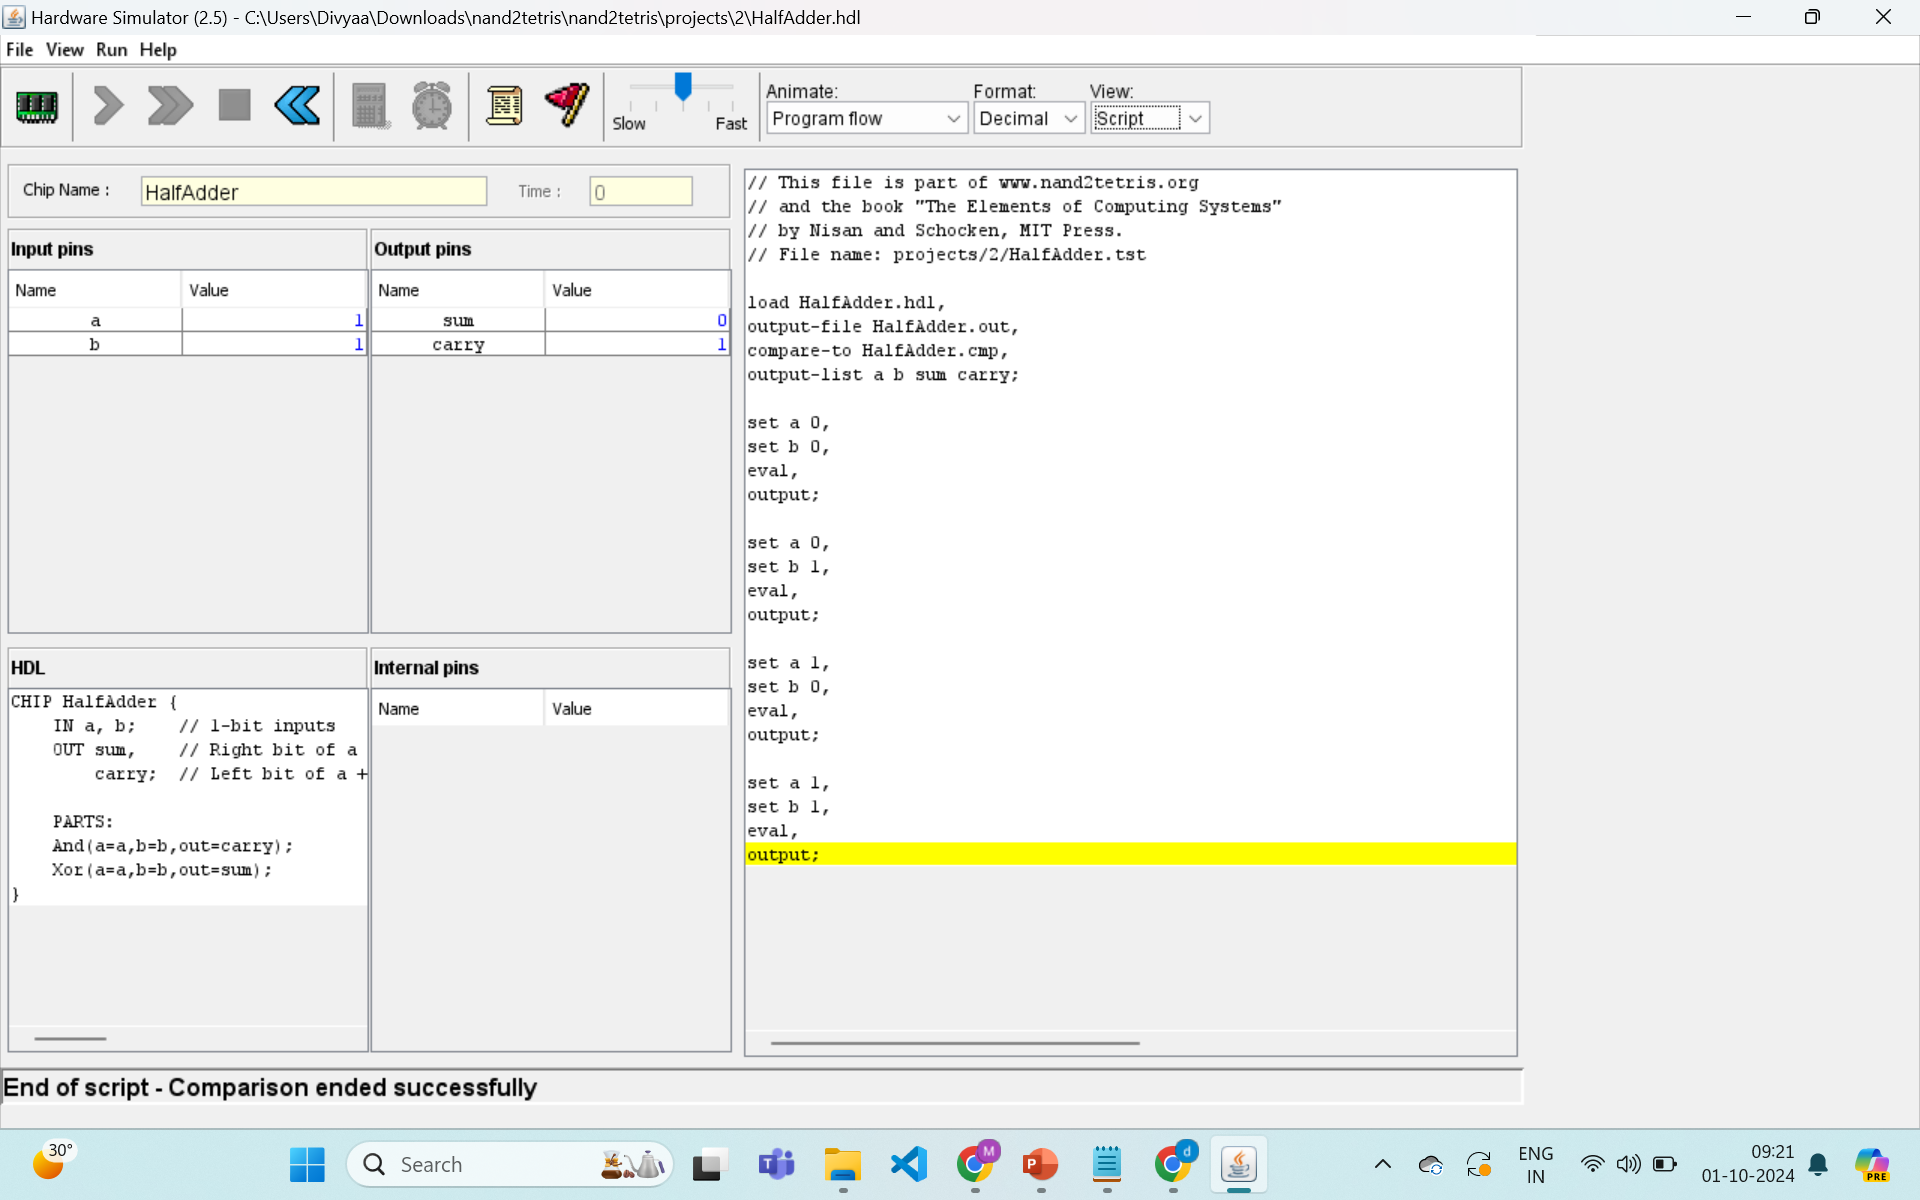 Hardware Simulator (2.5) - C:\Users\Divyaa\Downloads\nand2tetris\nand2tetris\projects\2\HalfAdder.hdl
File View Run Help
Slow Fast
Animate: Format: View:
Program flow Decimal Script
Chip Name : HalfAdder Time : 0
Input pins
Name Value
a 1
b 1
Output pins
Name Value
sum 0
carry 1
HDL
CHIP HalfAdder {
IN a, b; // 1-bit inputs
OUT sum, // Right bit of a
carry; // Left bit of a +
PARTS:
And(a=a,b=b,out=carry);
Xor(a=a,b=b,out=sum);
}
Internal pins
Name Value
// This file is part of www.nand2tetris.org
// and the book "The Elements of Computing Systems"
// by Nisan and Schocken, MIT Press.
// File name: projects/2/HalfAdder.tst
load HalfAdder.hdl,
output-file HalfAdder.out,
compare-to HalfAdder.cmp,
output-list a b sum carry;
set a 0,
set b 0,
eval,
output;
set a 0,
set b 1,
eval,
output;
set a 1,
set b 0,
eval,
output;
set a 1,
set b 1,
eval,
output;
End of script - Comparison ended successfully
30°
Search
M
d
ENG
IN
09:21
01-10-2024
PRE